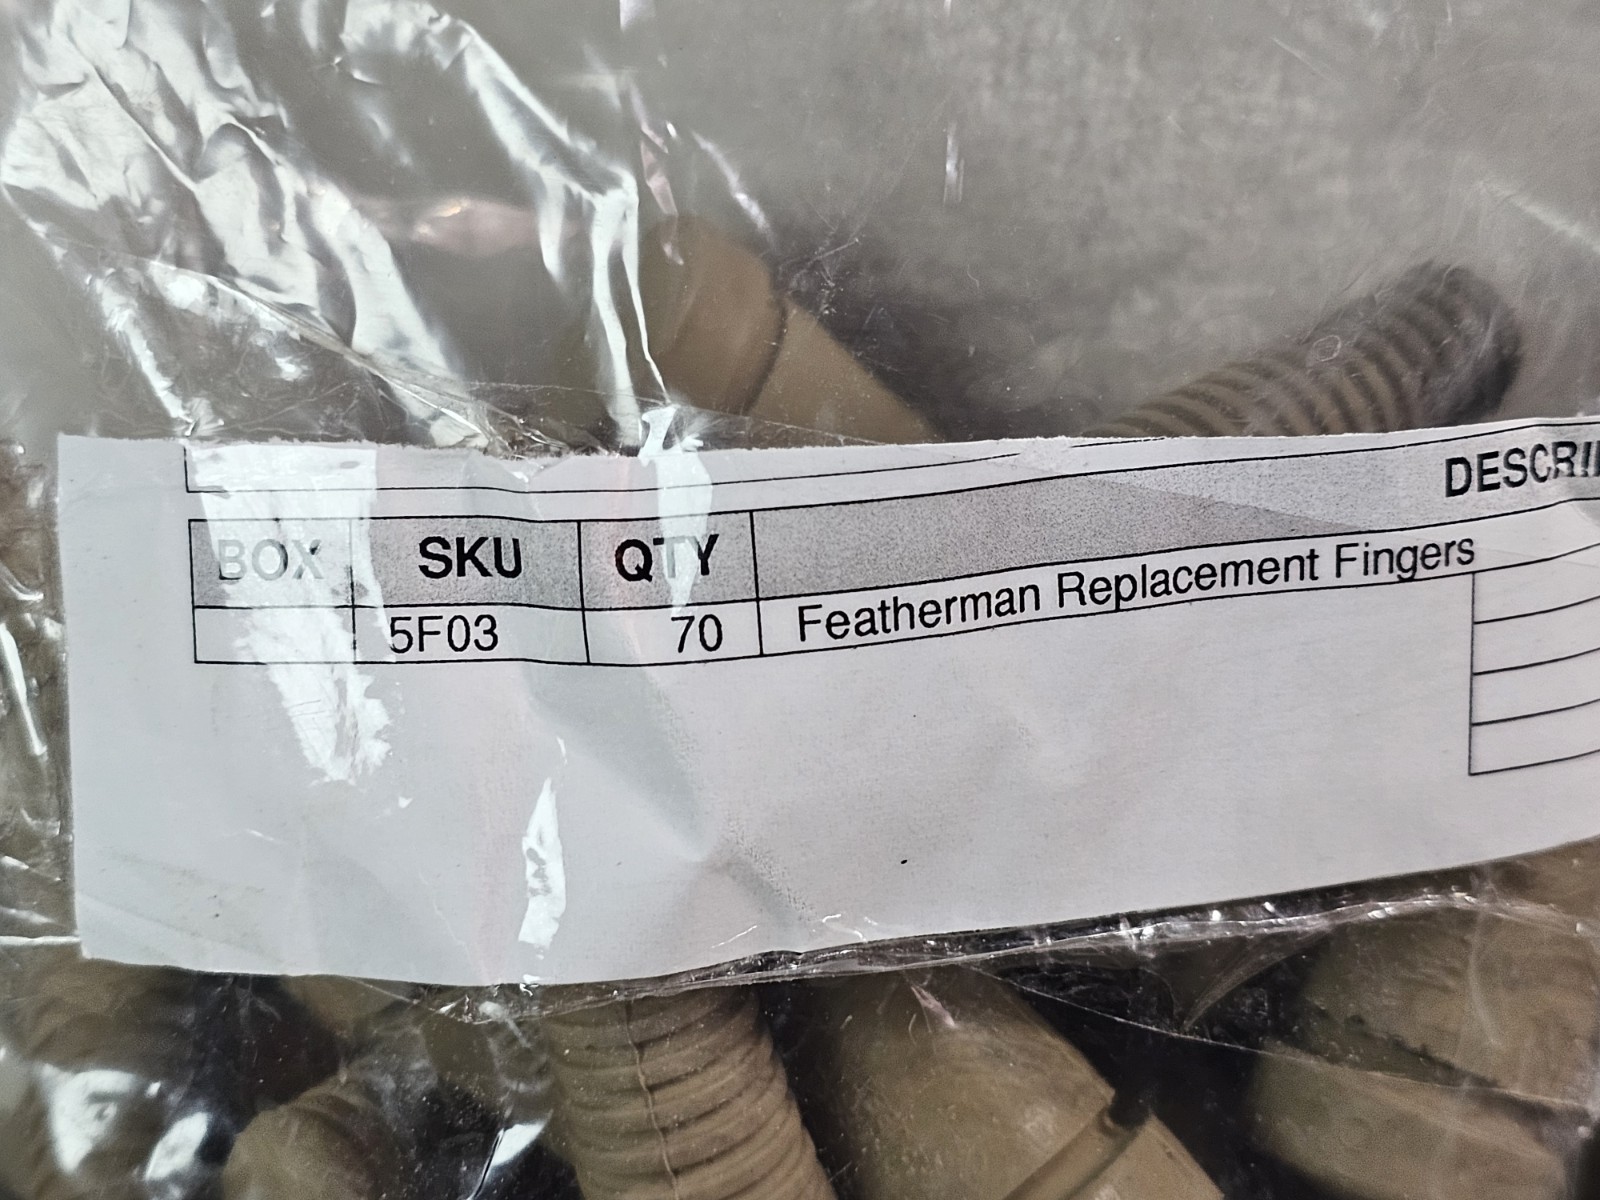 BOX SKU QTY DESCRI
5F03 70 Featherman Replacement Fingers